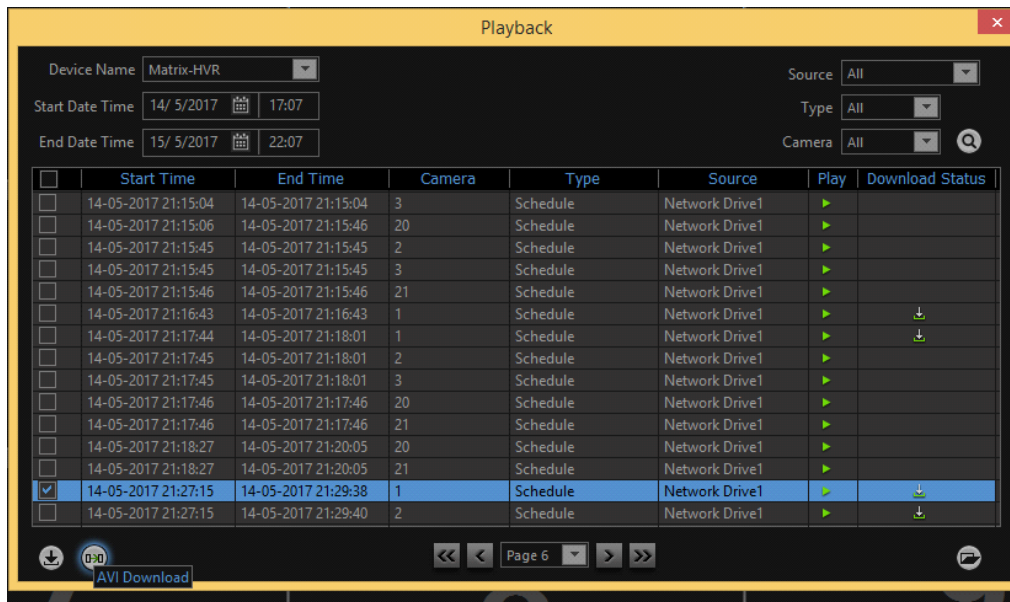 Playback
Device Name Matrix-HVR Source All
Start Date Time 14/ 5/2017 17:07 Type All
End Date Time 15/ 5/2017 22:07 Camera All
Start Time End Time Camera Type Source Play Download Status
14-05-2017 21:15:04 14-05-2017 21:15:04 3 Schedule Network Drive1
14-05-2017 21:15:06 14-05-2017 21:15:46 20 Schedule Network Drive1
14-05-2017 21:15:45 14-05-2017 21:15:45 2 Schedule Network Drive1
14-05-2017 21:15:45 14-05-2017 21:15:45 3 Schedule Network Drive1
14-05-2017 21:15:46 14-05-2017 21:15:46 21 Schedule Network Drive1
14-05-2017 21:16:43 14-05-2017 21:16:43 1 Schedule Network Drive1
14-05-2017 21:17:44 14-05-2017 21:18:01 1 Schedule Network Drive1
14-05-2017 21:17:45 14-05-2017 21:18:01 2 Schedule Network Drive1
14-05-2017 21:17:45 14-05-2017 21:18:01 3 Schedule Network Drive1
14-05-2017 21:17:46 14-05-2017 21:17:46 20 Schedule Network Drive1
14-05-2017 21:17:46 14-05-2017 21:17:46 21 Schedule Network Drive1
14-05-2017 21:18:27 14-05-2017 21:20:05 20 Schedule Network Drive1
14-05-2017 21:18:27 14-05-2017 21:20:05 21 Schedule Network Drive1
14-05-2017 21:27:15 14-05-2017 21:29:38 1 Schedule Network Drive1
14-05-2017 21:27:15 14-05-2017 21:29:40 2 Schedule Network Drive1
Page 6
AVI Download